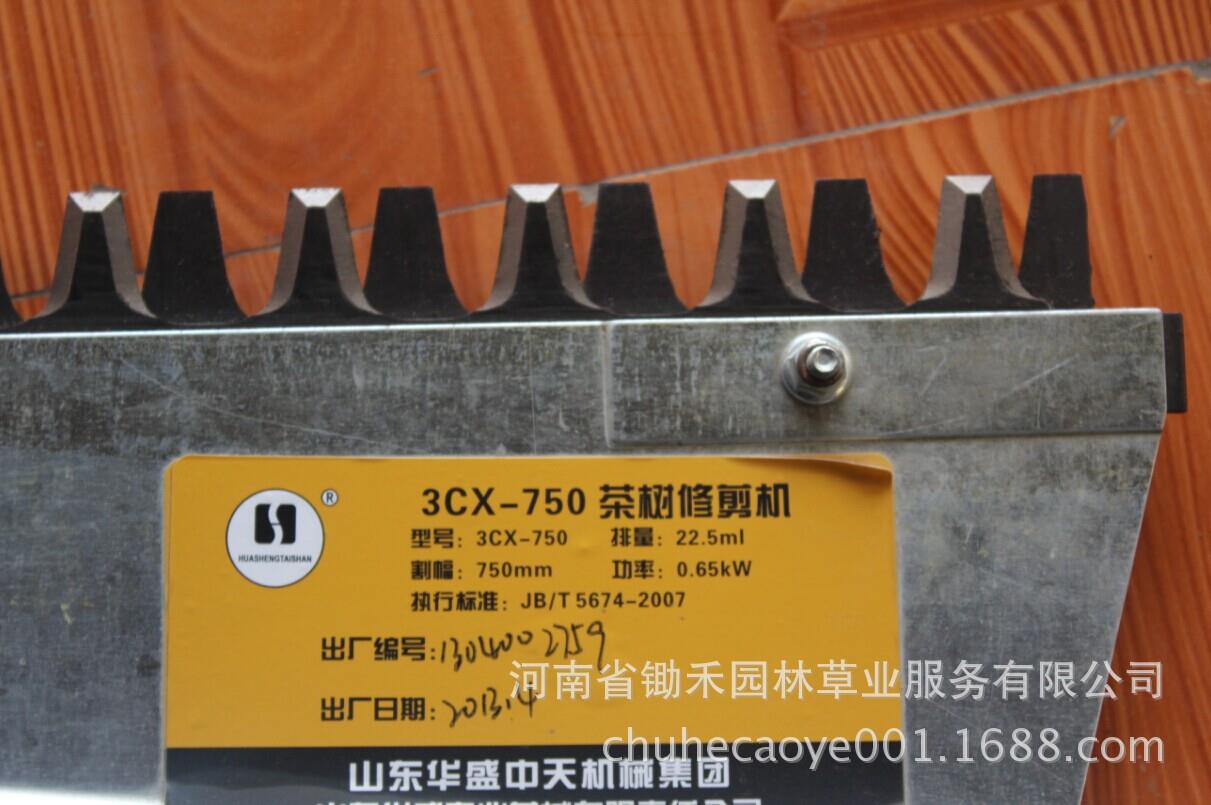 3CX-750 茶树修剪机
®
HUASHENGTAISHAN
型号: 3CX-750 排量: 22.5ml
割幅: 750mm 功率: 0.65kW
执行标准: JB/T 5674-2007
出厂编号: 1304002759
出厂日期: 2013.4
河南省锄禾园林草业服务有限公司
chuhecaoye001.1688.com
山东华盛中天机械集团